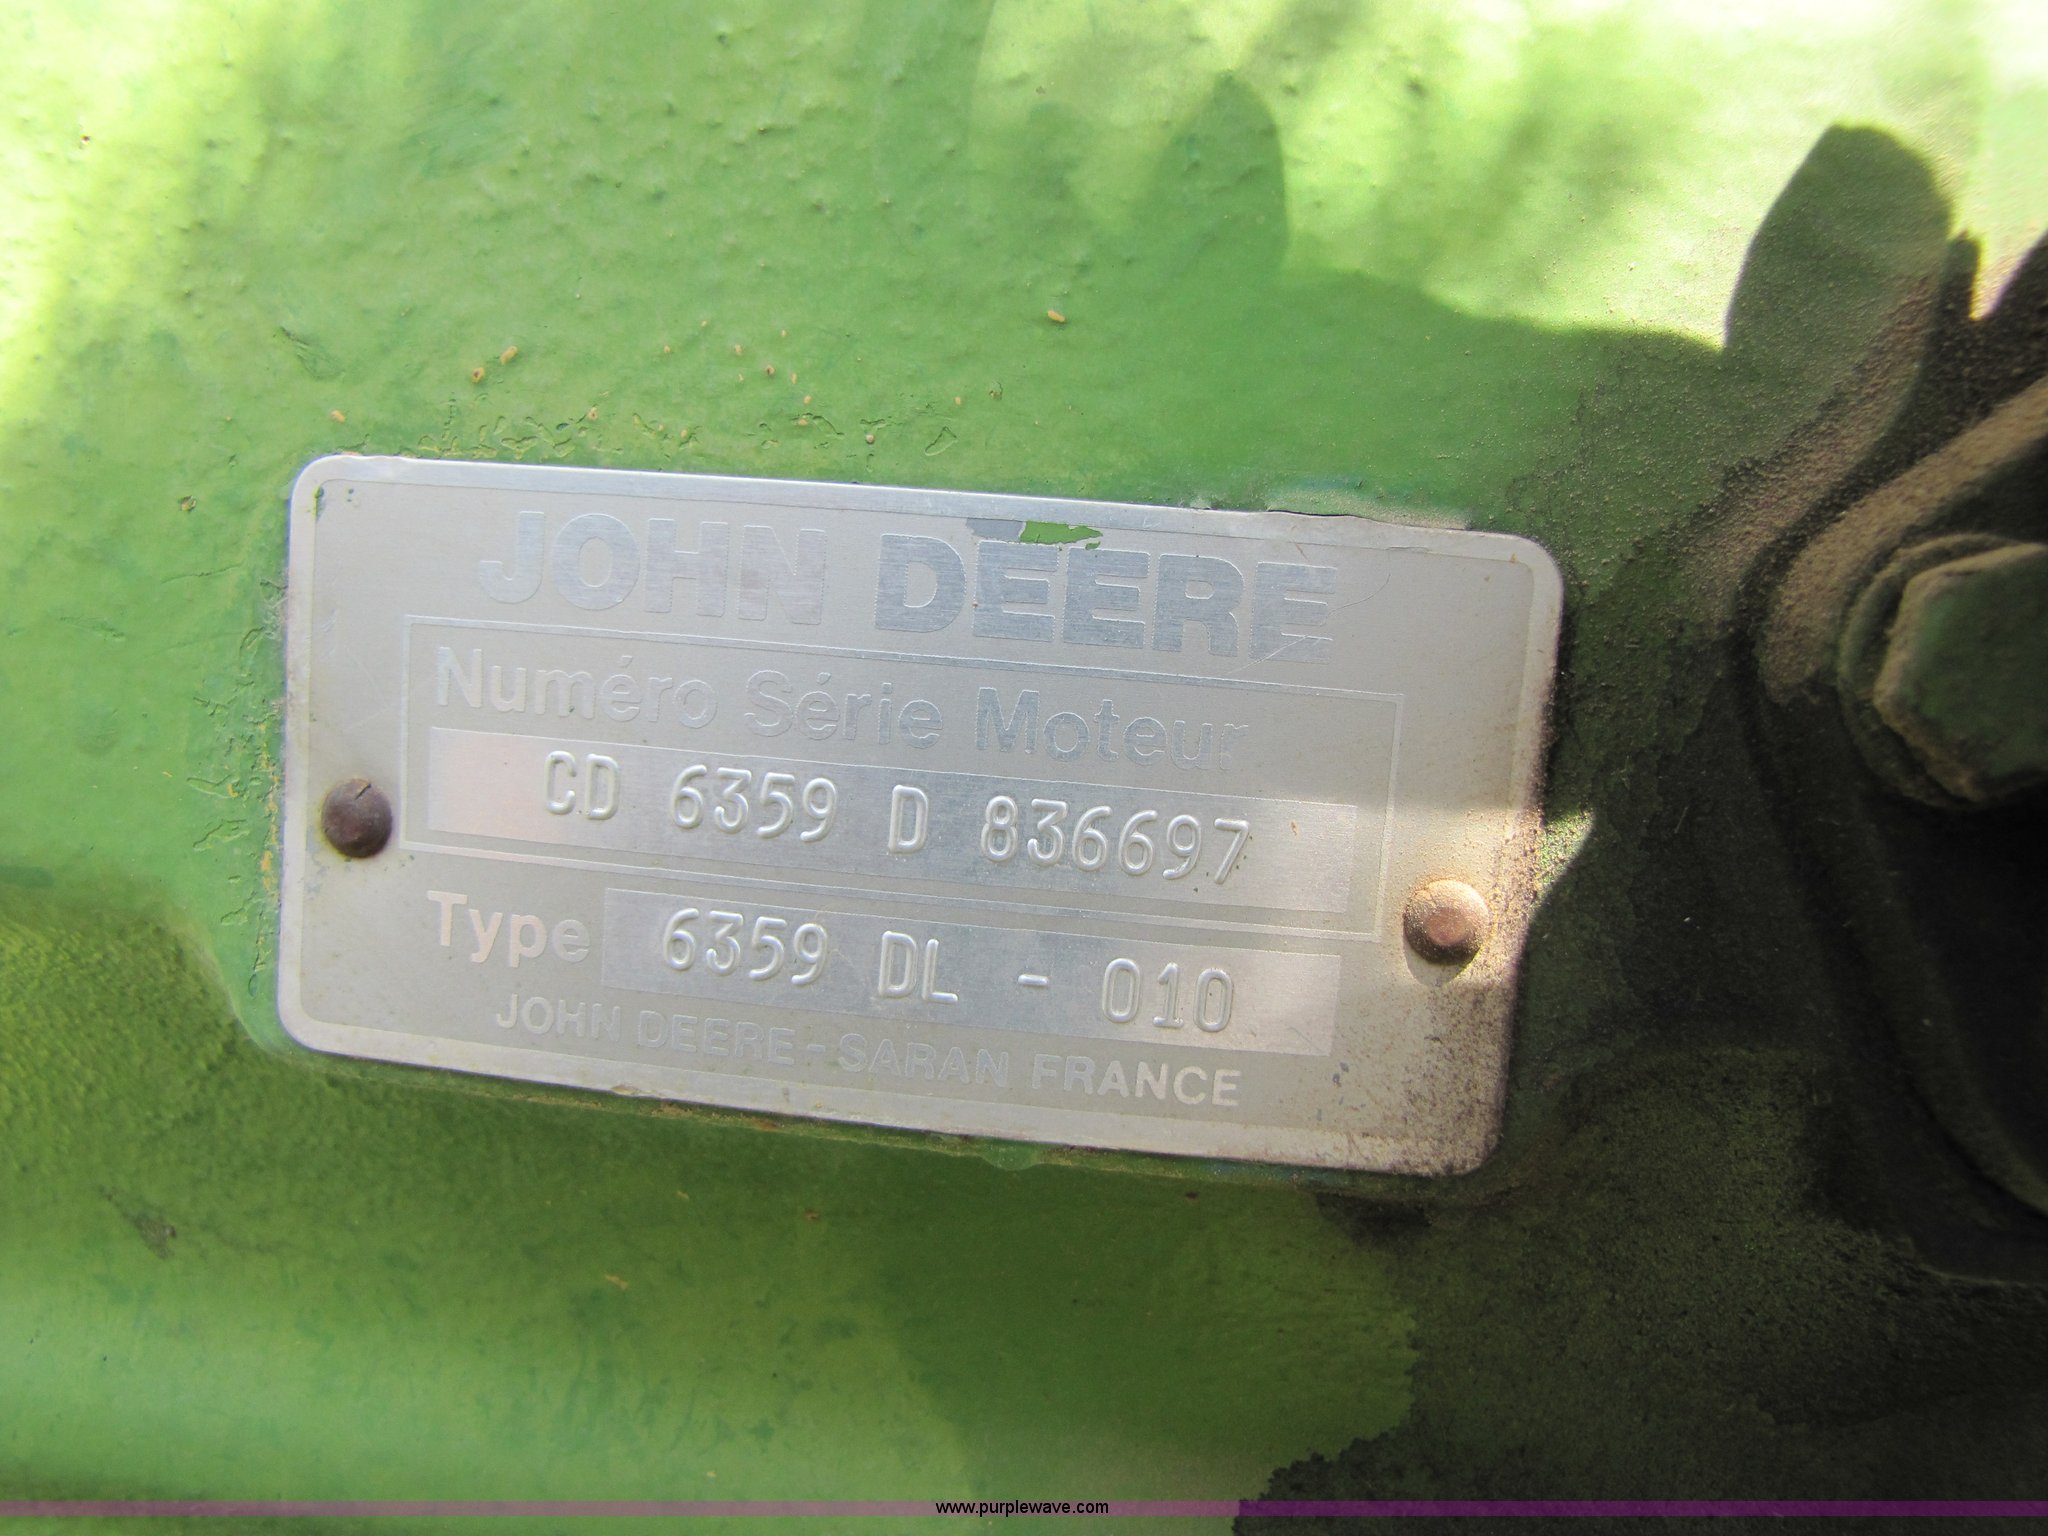 JOHN DEERE
Numéro Série Moteur
CD 6359 D 836697
Type 6359 DL - 010
JOHN DEERE - SARAN FRANCE
www.purplewave.com